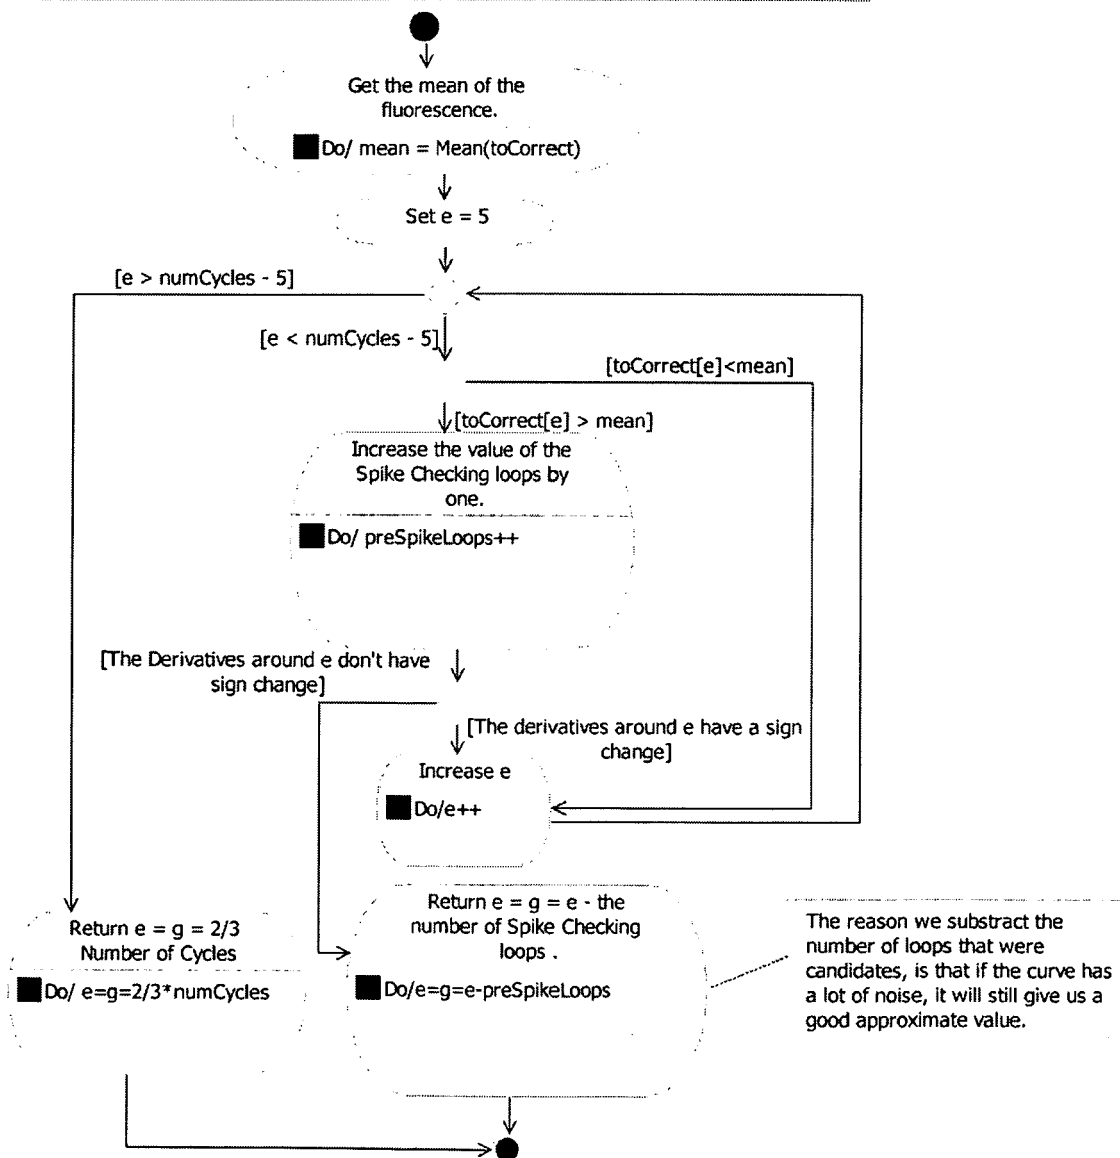 Get the mean of the
fluorescence.
Do/ mean = Mean(toCorrect)
Set e = 5
[e > numCycles - 5]
[e < numCycles - 5]
[toCorrect[e]<mean]
[toCorrect[e] > mean]
Increase the value of the
Spike Checking loops by
one.
Do/ preSpikeLoops++
[The Derivatives around e don't have
sign change]
[The derivatives around e have a sign
change]
Increase e
Do/e++
Return e = g = 2/3
Number of Cycles
Do/ e=g=2/3*numCycles
Return e = g = e - the
number of Spike Checking
loops .
Do/e=g=e-preSpikeLoops
The reason we substract the
number of loops that were
candidates, is that if the curve has
a lot of noise, it will still give us a
good approximate value.